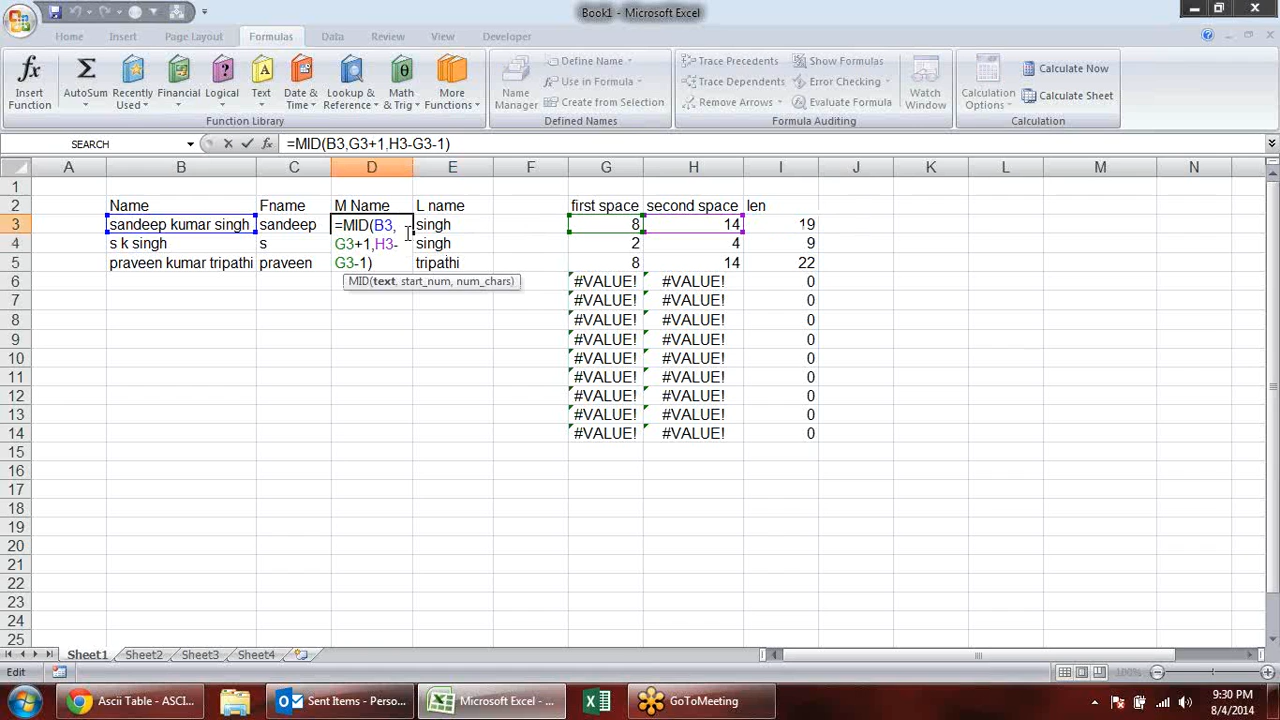 Book1 - Microsoft Excel
Home Insert Page Layout Formulas Data Review View Developer
Insert Function
AutoSum
Recently Used
Financial
Logical
Text
Date & Time
Lookup & Reference
Math & Trig
More Functions
Function Library
Name Manager
Define Name
Use in Formula
Create from Selection
Defined Names
Trace Precedents
Trace Dependents
Remove Arrows
Show Formulas
Error Checking
Evaluate Formula
Formula Auditing
Watch Window
Calculation Options
Calculate Now
Calculate Sheet
Calculation
SEARCH fx =MID(B3,G3+1,H3-G3-1)
A B C D E F G H I J K L M N
1
2 Name Fname M Name L name first space second space len
3 sandeep kumar singh sandeep =MID(B3, singh 8 14 19
4 s k singh s G3+1,H3- singh 2 4 9
5 praveen kumar tripathi praveen G3-1) tripathi 8 14 22
MID(text, start_num, num_chars)
6 #VALUE! #VALUE! 0
7 #VALUE! #VALUE! 0
8 #VALUE! #VALUE! 0
9 #VALUE! #VALUE! 0
10 #VALUE! #VALUE! 0
11 #VALUE! #VALUE! 0
12 #VALUE! #VALUE! 0
13 #VALUE! #VALUE! 0
14 #VALUE! #VALUE! 0
15
16
17
18
19
20
21
22
23
24
25
Sheet1 Sheet2 Sheet3 Sheet4
Edit 100%
Ascii Table - ASCI... Sent Items - Perso... Microsoft Excel - ... GoToMeeting
9:30 PM
8/4/2014